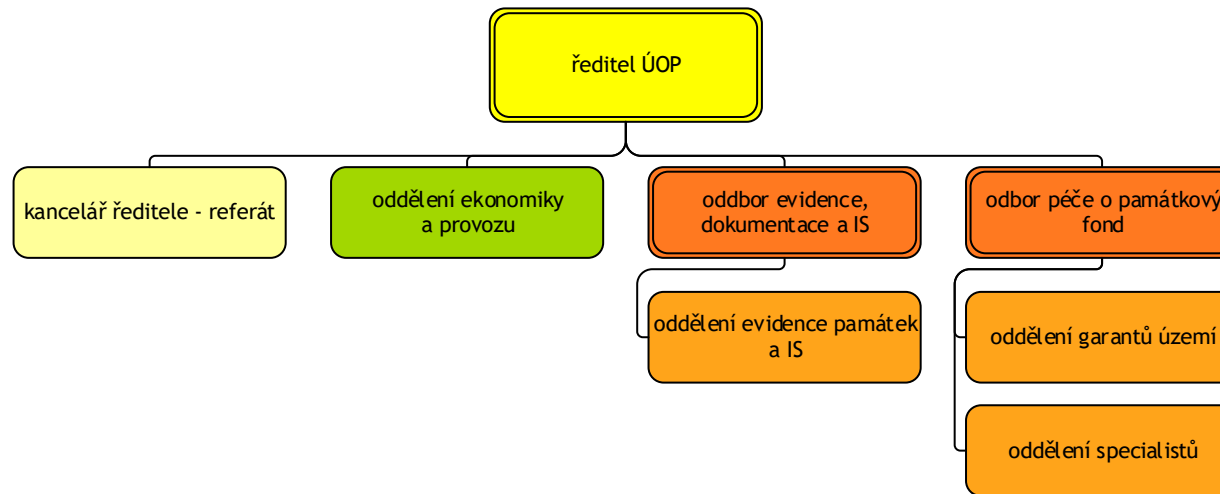 ředitel ÚOP
kancelář ředitele - referát
oddělení ekonomiky
a provozu
oddbor evidence,
dokumentace a IS
odbor péče o památkový
fond
oddělení evidence památek
a IS
oddělení garantů území
oddělení specialistů